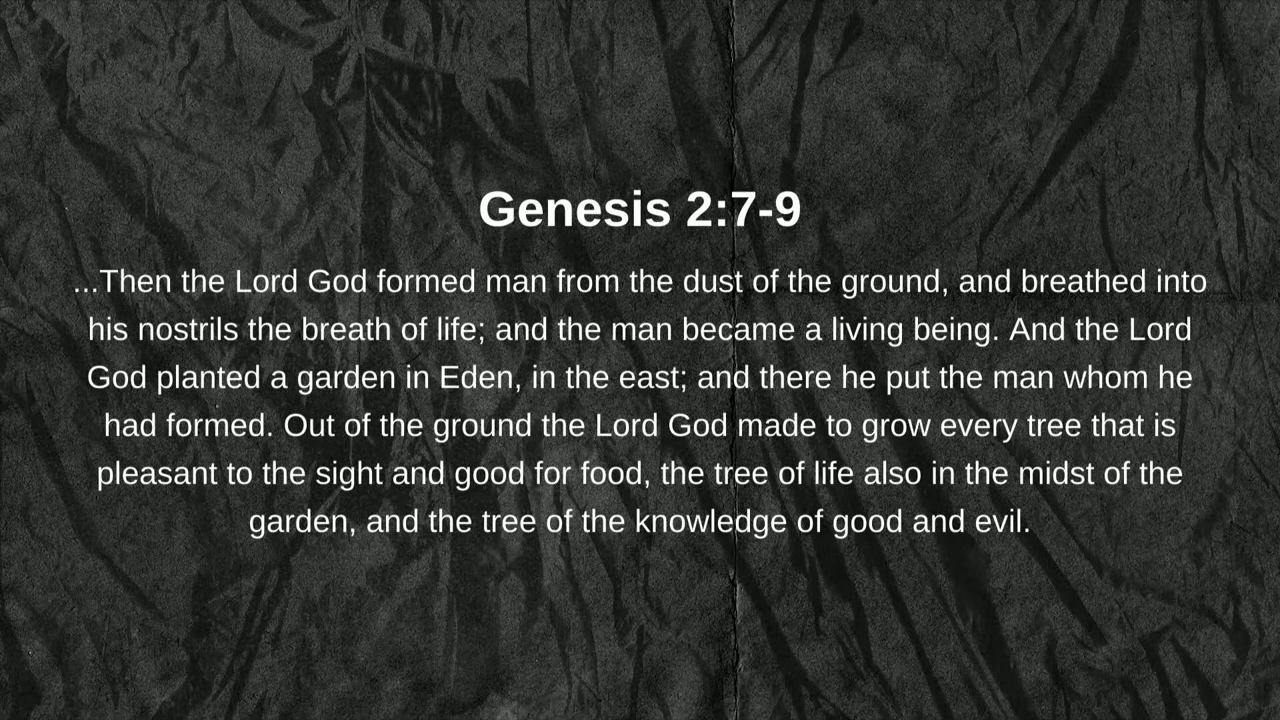 Genesis 2:7-9
...Then the Lord God formed man from the dust of the ground, and breathed into
his nostrils the breath of life; and the man became a living being. And the Lord
God planted a garden in Eden, in the east; and there he put the man whom he
had formed. Out of the ground the Lord God made to grow every tree that is
pleasant to the sight and good for food, the tree of life also in the midst of the
garden, and the tree of the knowledge of good and evil.